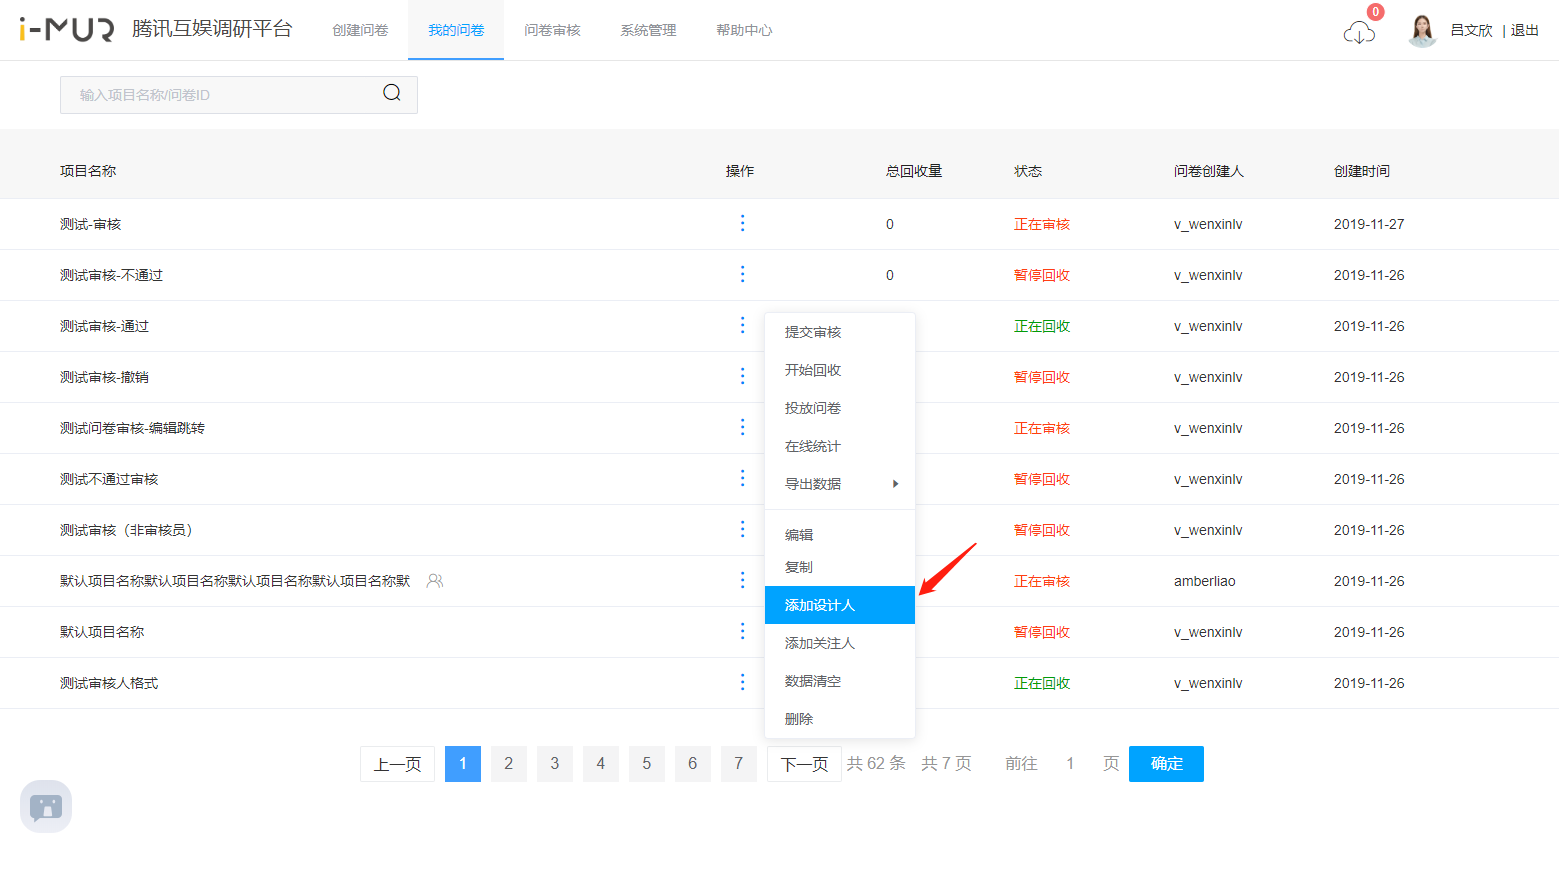 i-MUR 腾讯互娱调研平台 创建问卷 我的问卷 问卷审核 系统管理 帮助中心 0 吕文欣 | 退出
输入项目名称/问卷ID
项目名称 操作 总回收量 状态 问卷创建人 创建时间
测试-审核 0 正在审核 v_wenxinlv 2019-11-27
测试审核-不通过 0 暂停回收 v_wenxinlv 2019-11-26
测试审核-通过 正在回收 v_wenxinlv 2019-11-26
测试审核-撤销 暂停回收 v_wenxinlv 2019-11-26
测试问卷审核-编辑跳转 正在审核 v_wenxinlv 2019-11-26
测试不通过审核 暂停回收 v_wenxinlv 2019-11-26
测试审核（非审核员） 暂停回收 v_wenxinlv 2019-11-26
默认项目名称默认项目名称默认项目名称默认项目名称默 正在审核 amberliao 2019-11-26
默认项目名称 暂停回收 v_wenxinlv 2019-11-26
测试审核人格式 正在回收 v_wenxinlv 2019-11-26
提交审核
开始回收
投放问卷
在线统计
导出数据
编辑
复制
添加设计人
添加关注人
数据清空
删除
上一页 1 2 3 4 5 6 7 下一页 共 62 条 共 7 页 前往 1 页 确定